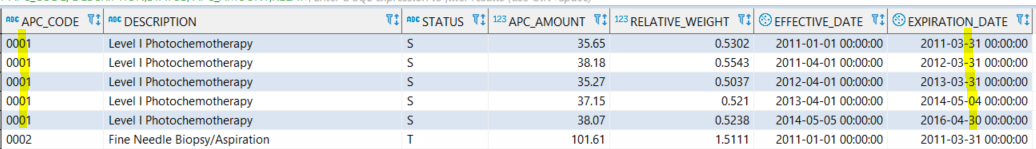 ABC APC_CODE ABC DESCRIPTION ABC STATUS 123 APC_AMOUNT 123 RELATIVE_WEIGHT EFFECTIVE_DATE EXPIRATION_DATE
0001 Level I Photochemotherapy S 35.65 0.5302 2011-01-01 00:00:00 2011-03-31 00:00:00
0001 Level I Photochemotherapy S 38.18 0.5543 2011-04-01 00:00:00 2012-03-31 00:00:00
0001 Level I Photochemotherapy S 35.27 0.5037 2012-04-01 00:00:00 2013-03-31 00:00:00
0001 Level I Photochemotherapy S 37.15 0.521 2013-04-01 00:00:00 2014-05-04 00:00:00
0001 Level I Photochemotherapy S 38.07 0.5238 2014-05-05 00:00:00 2016-04-30 00:00:00
0002 Fine Needle Biopsy/Aspiration T 101.61 1.5111 2011-01-01 00:00:00 2011-03-31 00:00:00